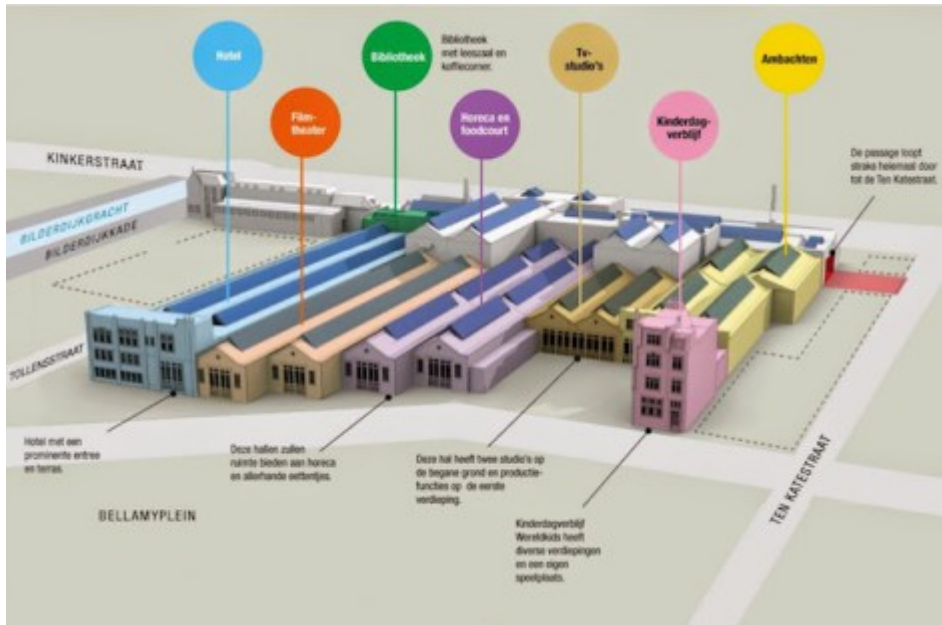 Hotel
Film-
theater
Bibliotheek
Bibliotheek
met leeszaal en
koffiecorner.
Horeca en
foodcourt
Tv-
studio's
Kinderdag-
verblijf
Ambachten
De passage loopt
straks helemaal door
tot de Ten Katestraat.
KINKERSTRAAT
BILDERDIJKGRACHT
BILDERDIJKKADE
TOLLENSSTRAAT
Hotel met een
prominente entree
en terras.
Deze hallen zullen
ruimte bieden aan horeca
en allerhande eettentjes.
Deze hal heeft twee studio's op
de begane grond en productie-
functies op de eerste
verdieping.
Kinderdagverblijf
Wereldkids heeft
diverse verdiepingen
en een eigen
speelplaats.
BELLAMYPLEIN
TEN KATESTRAAT